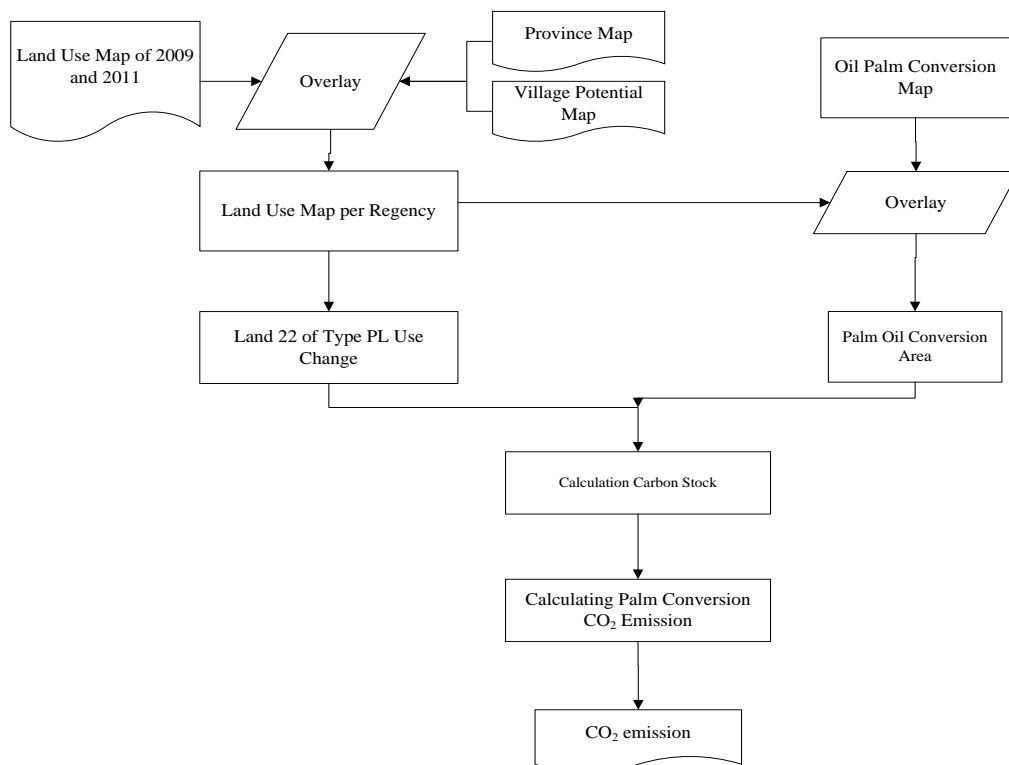 Land Use Map of 2009
and 2011
Overlay
Province Map
Village Potential
Map
Oil Palm Conversion
Map
Land Use Map per Regency
Overlay
Land 22 of Type PL Use
Change
Palm Oil Conversion
Area
Calculation Carbon Stock
Calculating Palm Conversion
CO₂ Emission
CO₂ emission